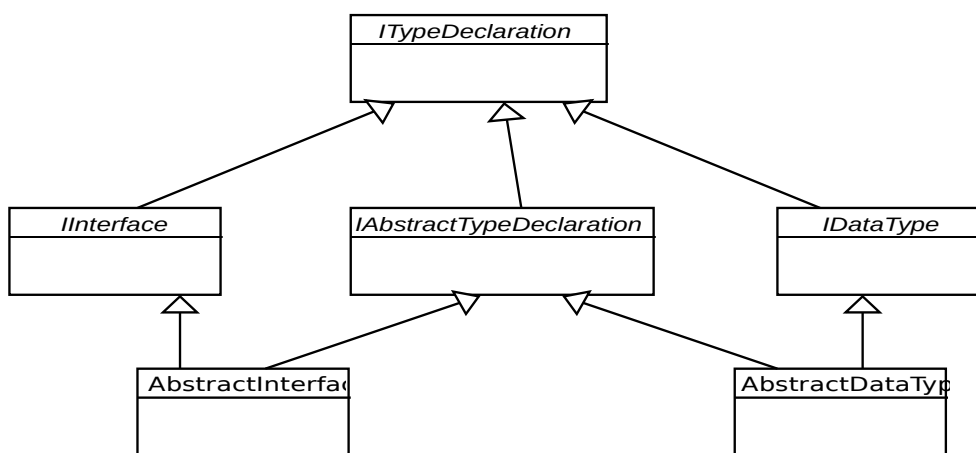 ITypeDeclaration
IInterface
IAbstractTypeDeclaration
IDataType
AbstractInterfac
AbstractDataTyp